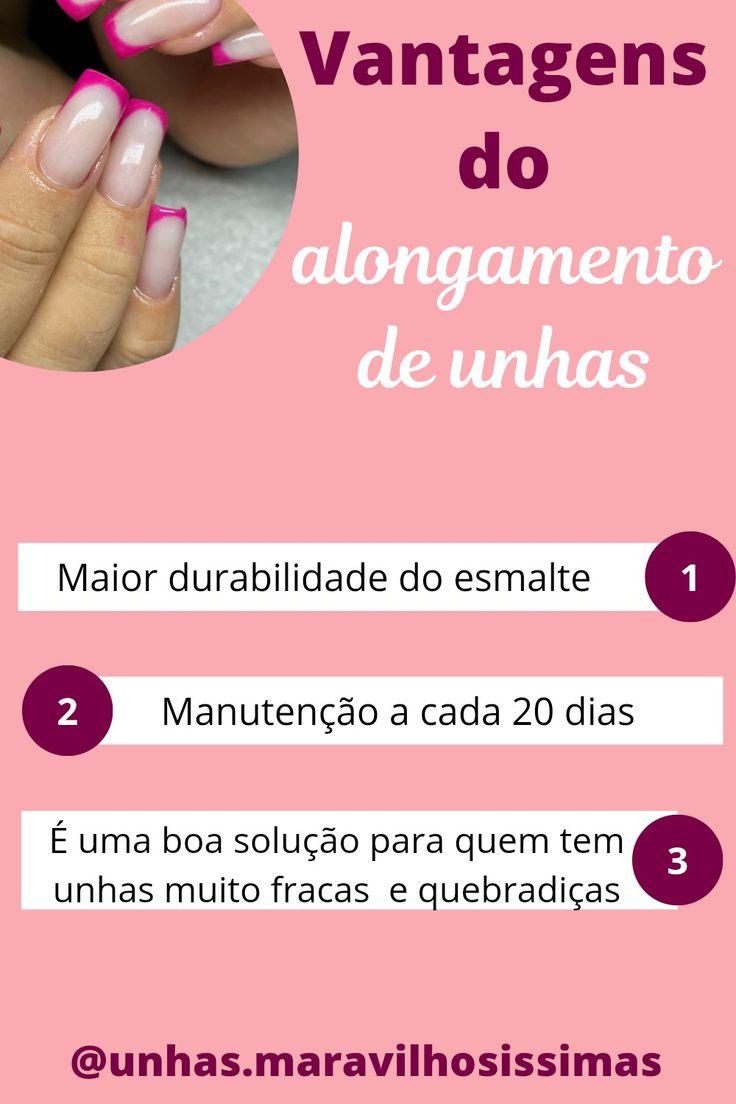 Vantagens
do
alongamento
de unhas
Maior durabilidade do esmalte
1
2
Manutenção a cada 20 dias
É uma boa solução para quem tem
unhas muito fracas e quebradiças
3
@unhas.maravilhosissimas